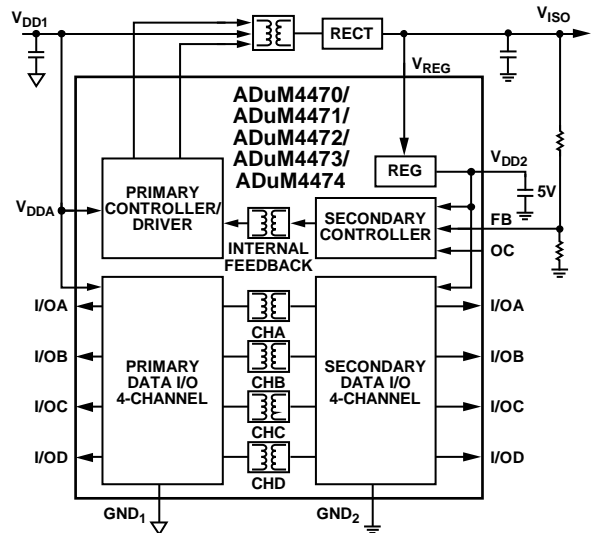 VDD1
RECT
VISO
VREG
ADuM4470/
ADuM4471/
ADuM4472/
ADuM4473/
ADuM4474
REG
VDD2
5V
VDDA
PRIMARY
CONTROLLER/
DRIVER
INTERNAL
FEEDBACK
SECONDARY
CONTROLLER
FB
OC
I/OA
I/OB
I/OC
I/OD
PRIMARY
DATA I/O
4-CHANNEL
CHA
CHB
CHC
CHD
SECONDARY
DATA I/O
4-CHANNEL
I/OA
I/OB
I/OC
I/OD
GND1
GND2